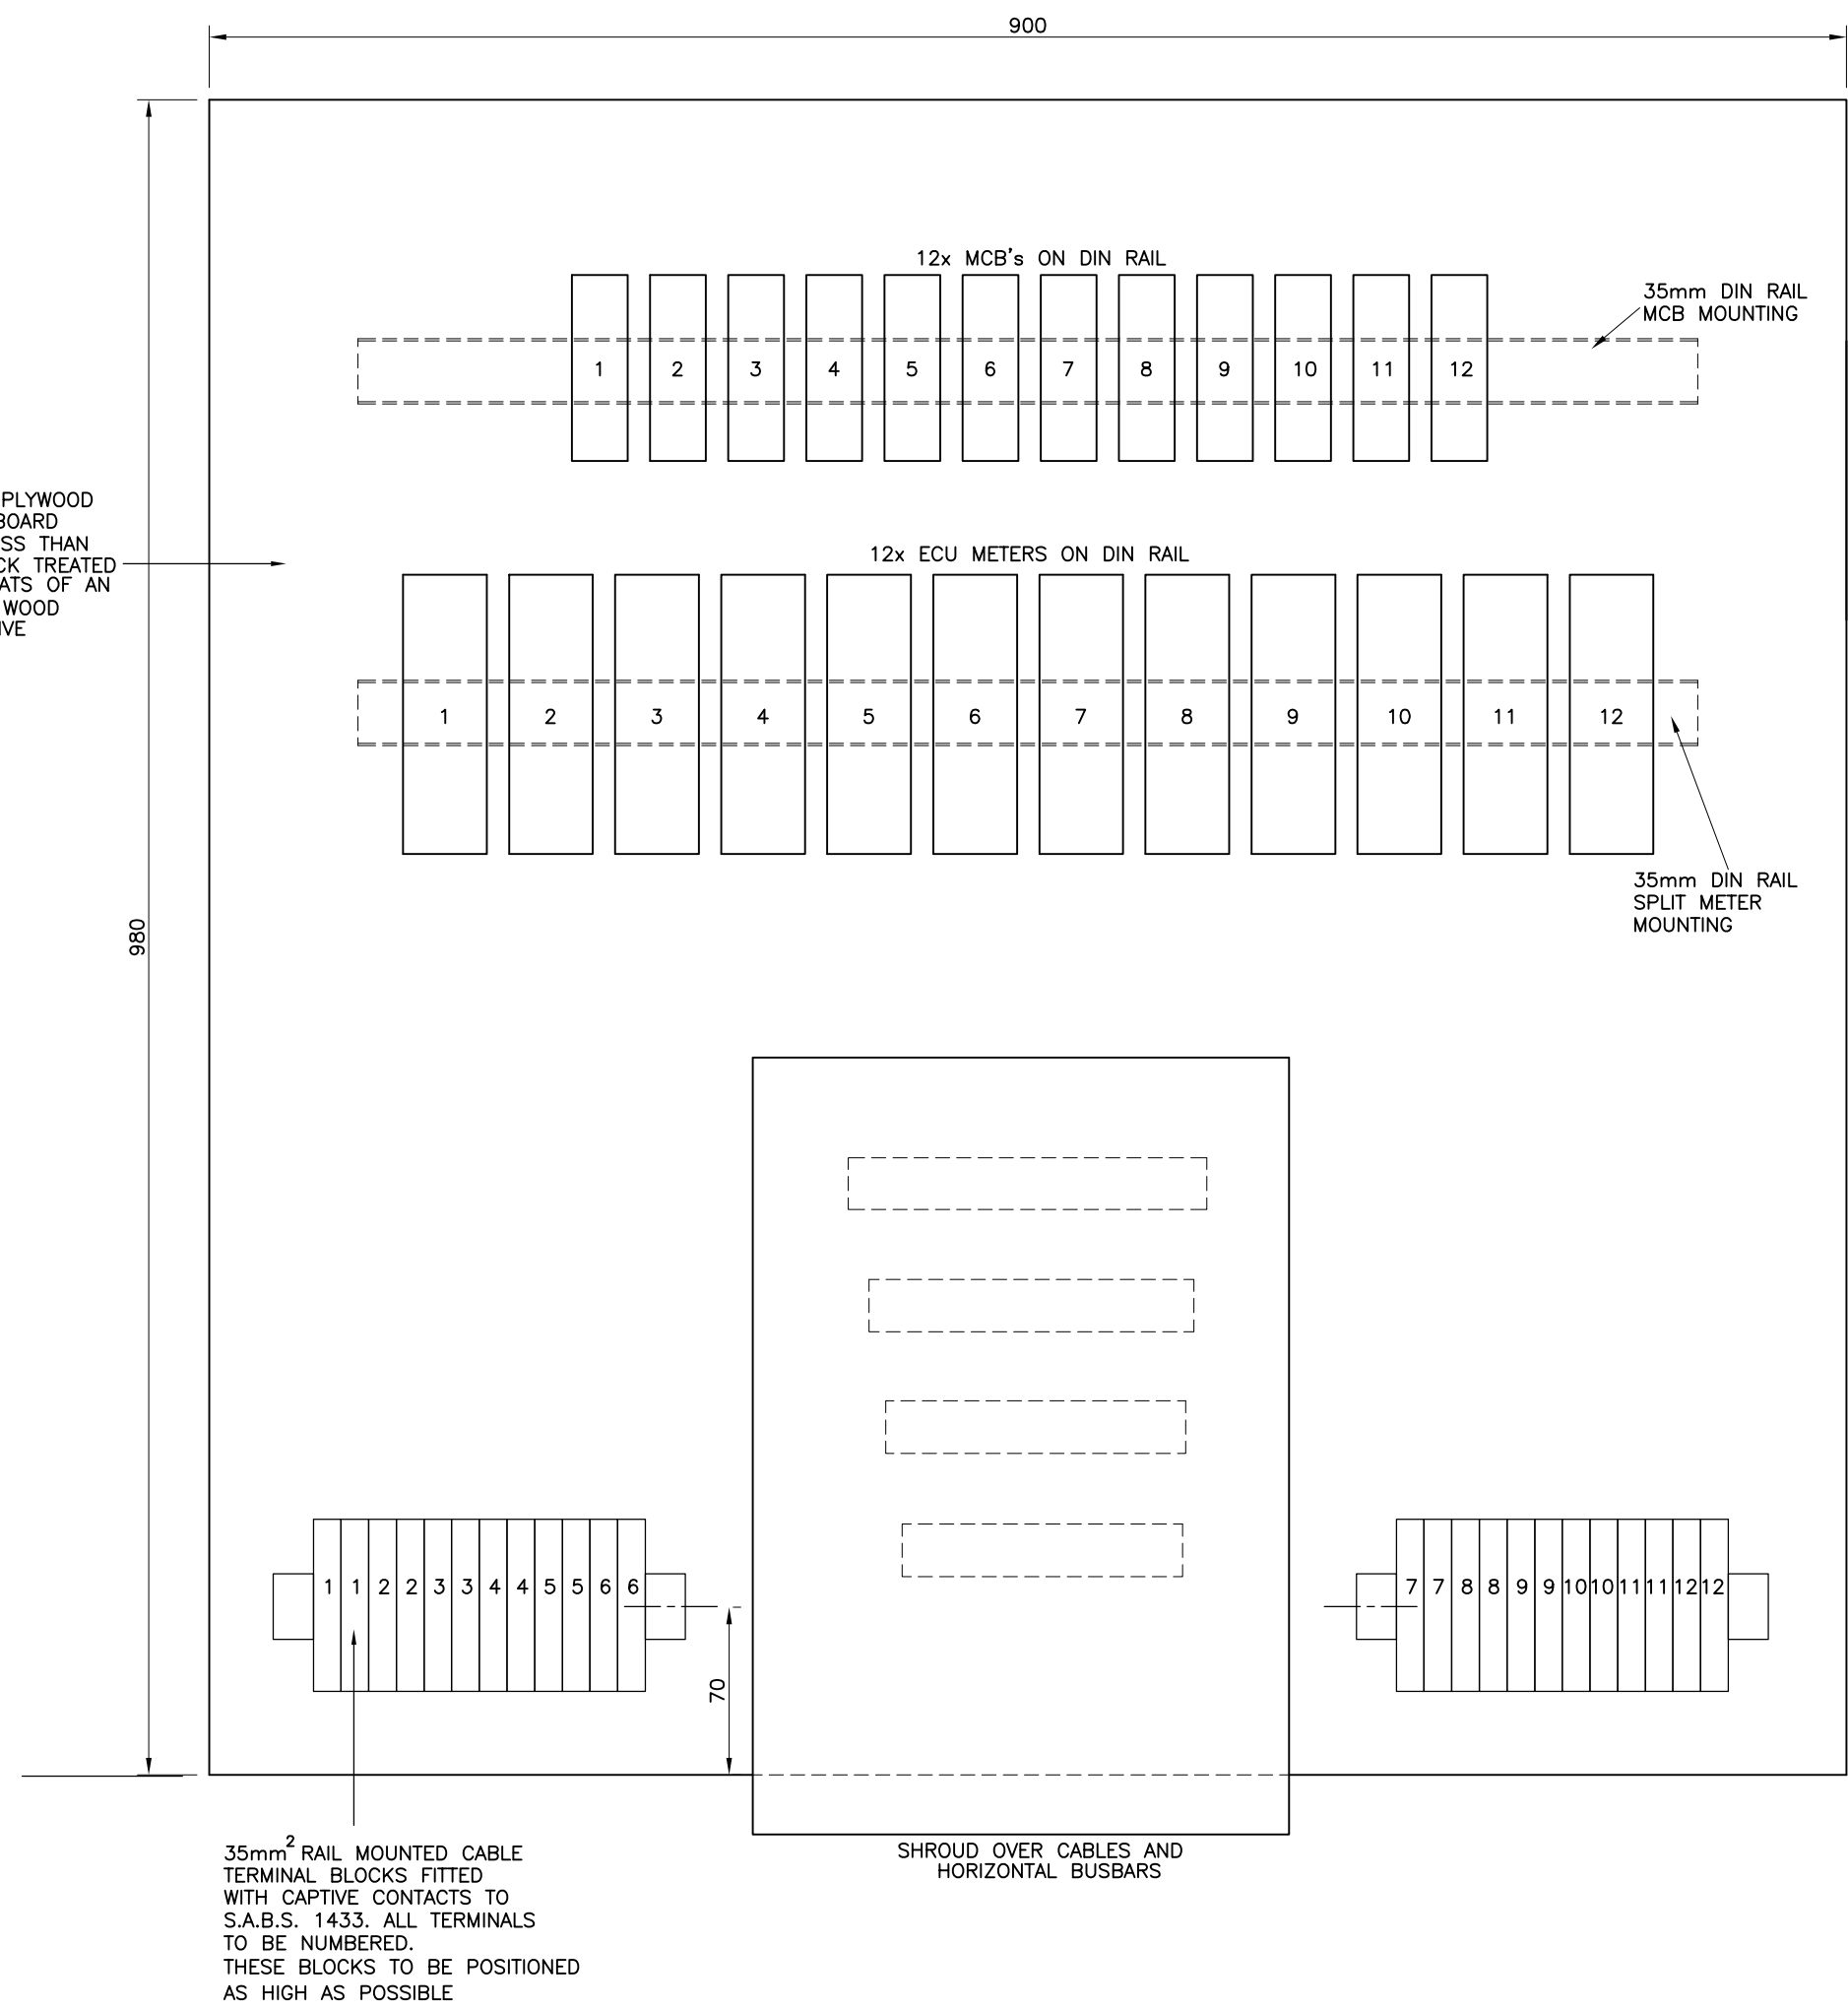 900
12x MCB's ON DIN RAIL
35mm DIN RAIL
MCB MOUNTING
1 2 3 4 5 6 7 8 9 10 11 12
PLYWOOD
BOARD
THAN
TREATED
OF AN
WOOD
12x ECU METERS ON DIN RAIL
1 2 3 4 5 6 7 8 9 10 11 12
35mm DIN RAIL
SPLIT METER
MOUNTING
980
1 1 2 2 3 3 4 4 5 5 6 6
7 7 8 8 9 9 10 10 11 11 12 12
70
35mm² RAIL MOUNTED CABLE
TERMINAL BLOCKS FITTED
WITH CAPTIVE CONTACTS TO
S.A.B.S. 1433. ALL TERMINALS
TO BE NUMBERED.
THESE BLOCKS TO BE POSITIONED
AS HIGH AS POSSIBLE
SHROUD OVER CABLES AND
HORIZONTAL BUSBARS